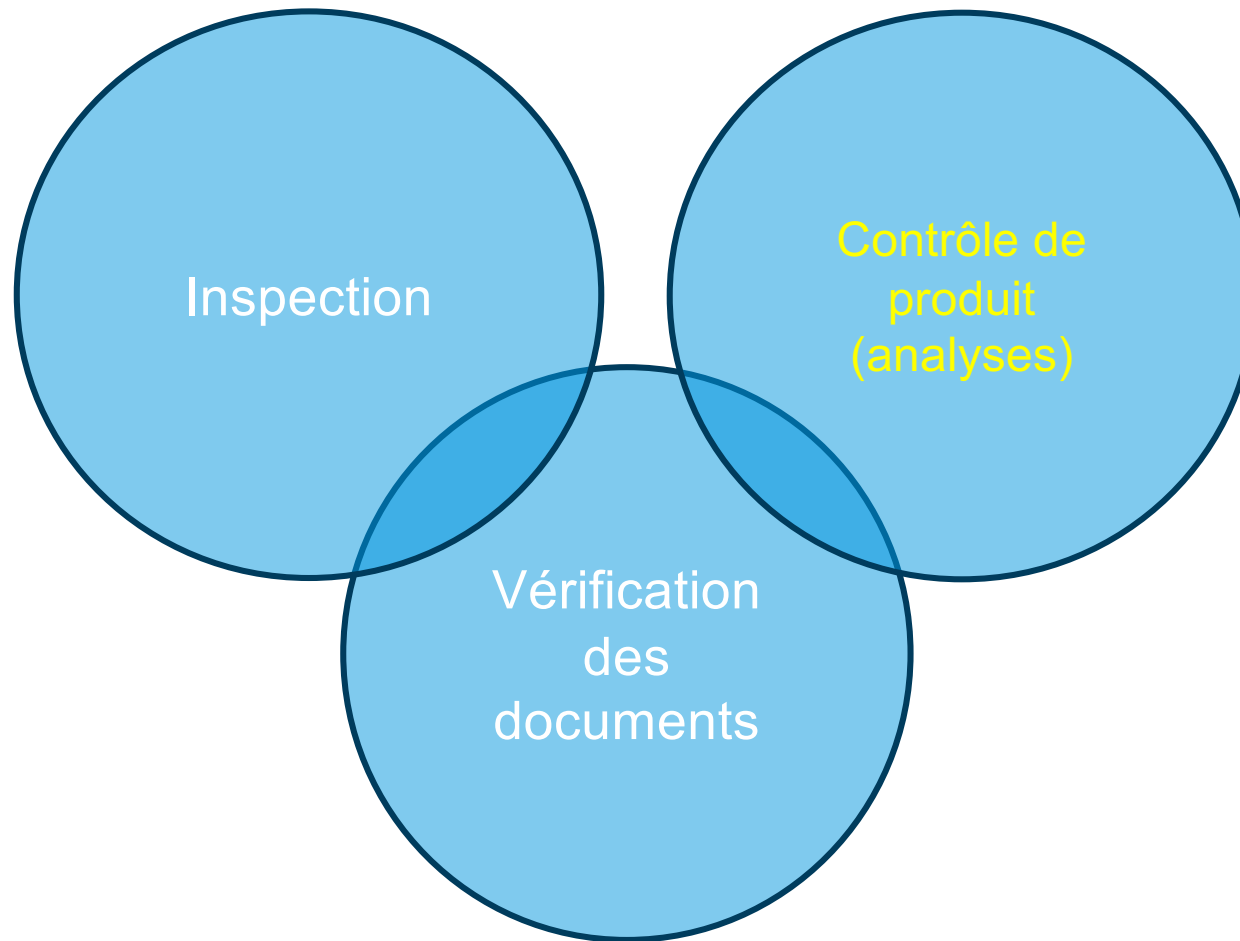 Inspection
Contrôle de
produit
(analyses)
Vérification
des
documents